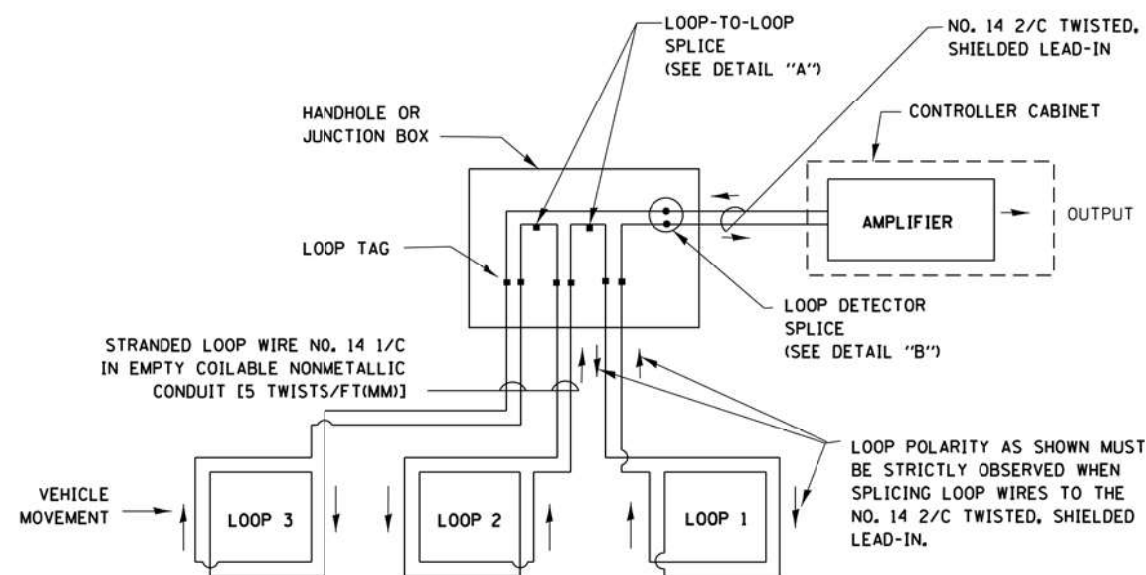 LOOP-TO-LOOP
SPLICE
(SEE DETAIL "A")
NO. 14 2/C TWISTED,
SHIELDED LEAD-IN
HANDHOLE OR
JUNCTION BOX
CONTROLLER CABINET
AMPLIFIER
OUTPUT
LOOP TAG
LOOP DETECTOR
SPLICE
(SEE DETAIL "B")
STRANDED LOOP WIRE NO. 14 1/C
IN EMPTY COILABLE NONMETALLIC
CONDUIT [5 TWISTS/FT(MM)]
LOOP POLARITY AS SHOWN MUST
BE STRICTLY OBSERVED WHEN
SPLICING LOOP WIRES TO THE
NO. 14 2/C TWISTED, SHIELDED
LEAD-IN.
VEHICLE
MOVEMENT
LOOP 3
LOOP 2
LOOP 1